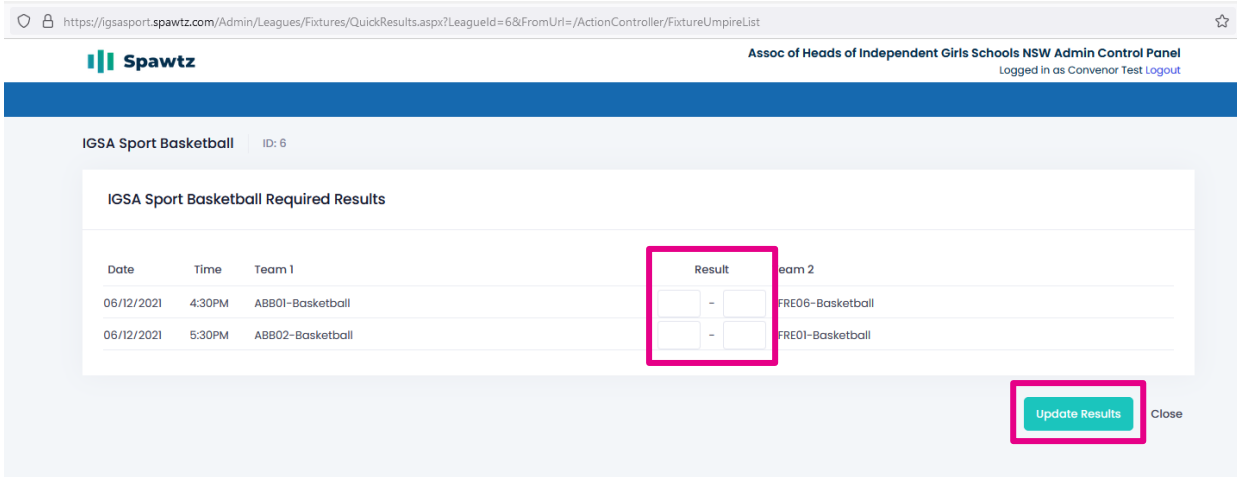 https://igsasport.spawtz.com/Admin/Leagues/Fixtures/QuickResults.aspx?LeagueId=6&FromUrl=/ActionController/FixtureUmpireList
Spawtz
Assoc of Heads of Independent Girls Schools NSW Admin Control Panel
Logged in as Convenor Test Logout
IGSA Sport Basketball ID: 6
IGSA Sport Basketball Required Results
Date Time Team 1 Result eam 2
06/12/2021 4:30PM ABB01-Basketball - FRE06-Basketball
06/12/2021 5:30PM ABB02-Basketball - FRE01-Basketball
Update Results Close